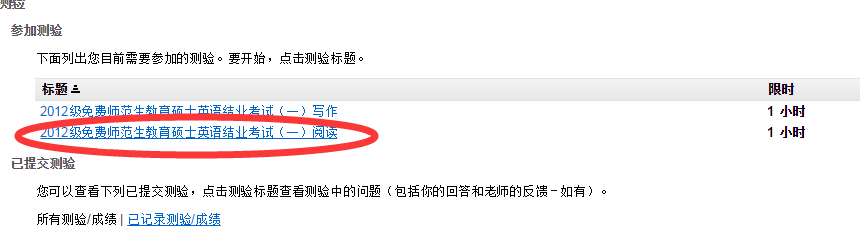 测验
参加测验
下面列出您目前需要参加的测验。要开始，点击测验标题。
标题 限时
2012级免费师范生教育硕士英语结业考试（一）写作 1 小时
2012级免费师范生教育硕士英语结业考试（一）阅读 1 小时
已提交测验
您可以查看下列已提交测验，点击测验标题查看测验中的问题（包括你的回答和老师的反馈－如有）。
所有测验/成绩 | 已记录测验/成绩